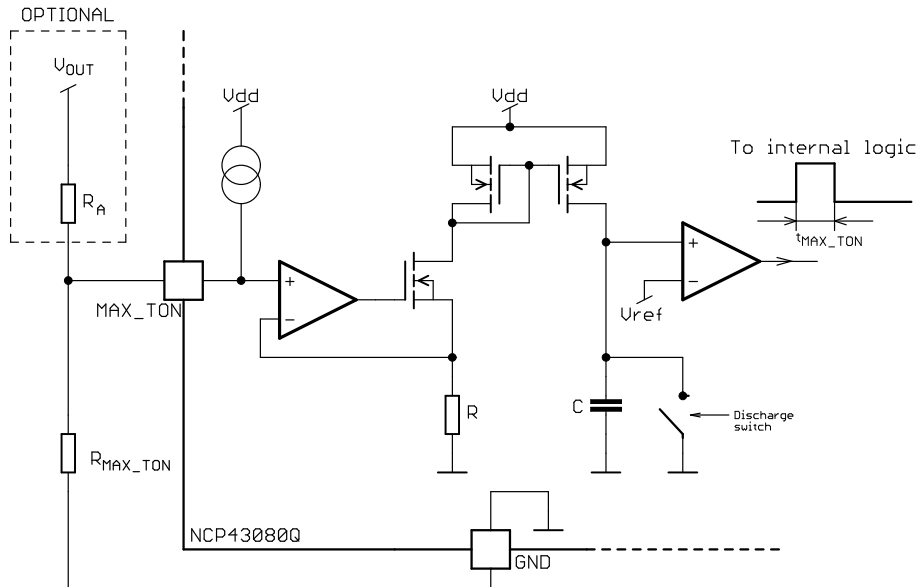 OPTIONAL
VOUT
RA
Vdd
Vdd
To internal logic
tMAX_TON
+
−
MAX_TON
+
−
Vref
R
C
Discharge
switch
RMAX_TON
NCP43080Q
GND